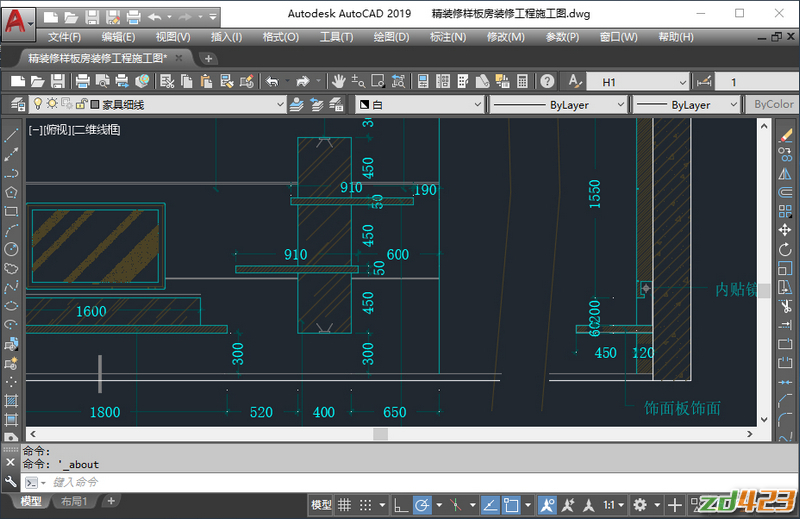 Autodesk AutoCAD 2019 精装修样板房装修工程施工图.dwg
文件(F) 编辑(E) 视图(V) 插入(I) 格式(O) 工具(T) 绘图(D) 标注(N) 修改(M) 参数(P) 窗口(W) 帮助(H)
精装修样板房装修工程施工图*
H1 1
家具细线 白 ByLayer ByLayer ByColor
[−][俯视][二维线框]
450
910 190
50
1550
450
910 600
50
1600
450
内贴镜
200
60
300 300
450 120
1800 520 400 650
饰面板饰面
命令:
命令: '_about
键入命令
模型 布局1
模型 1:1
zd423